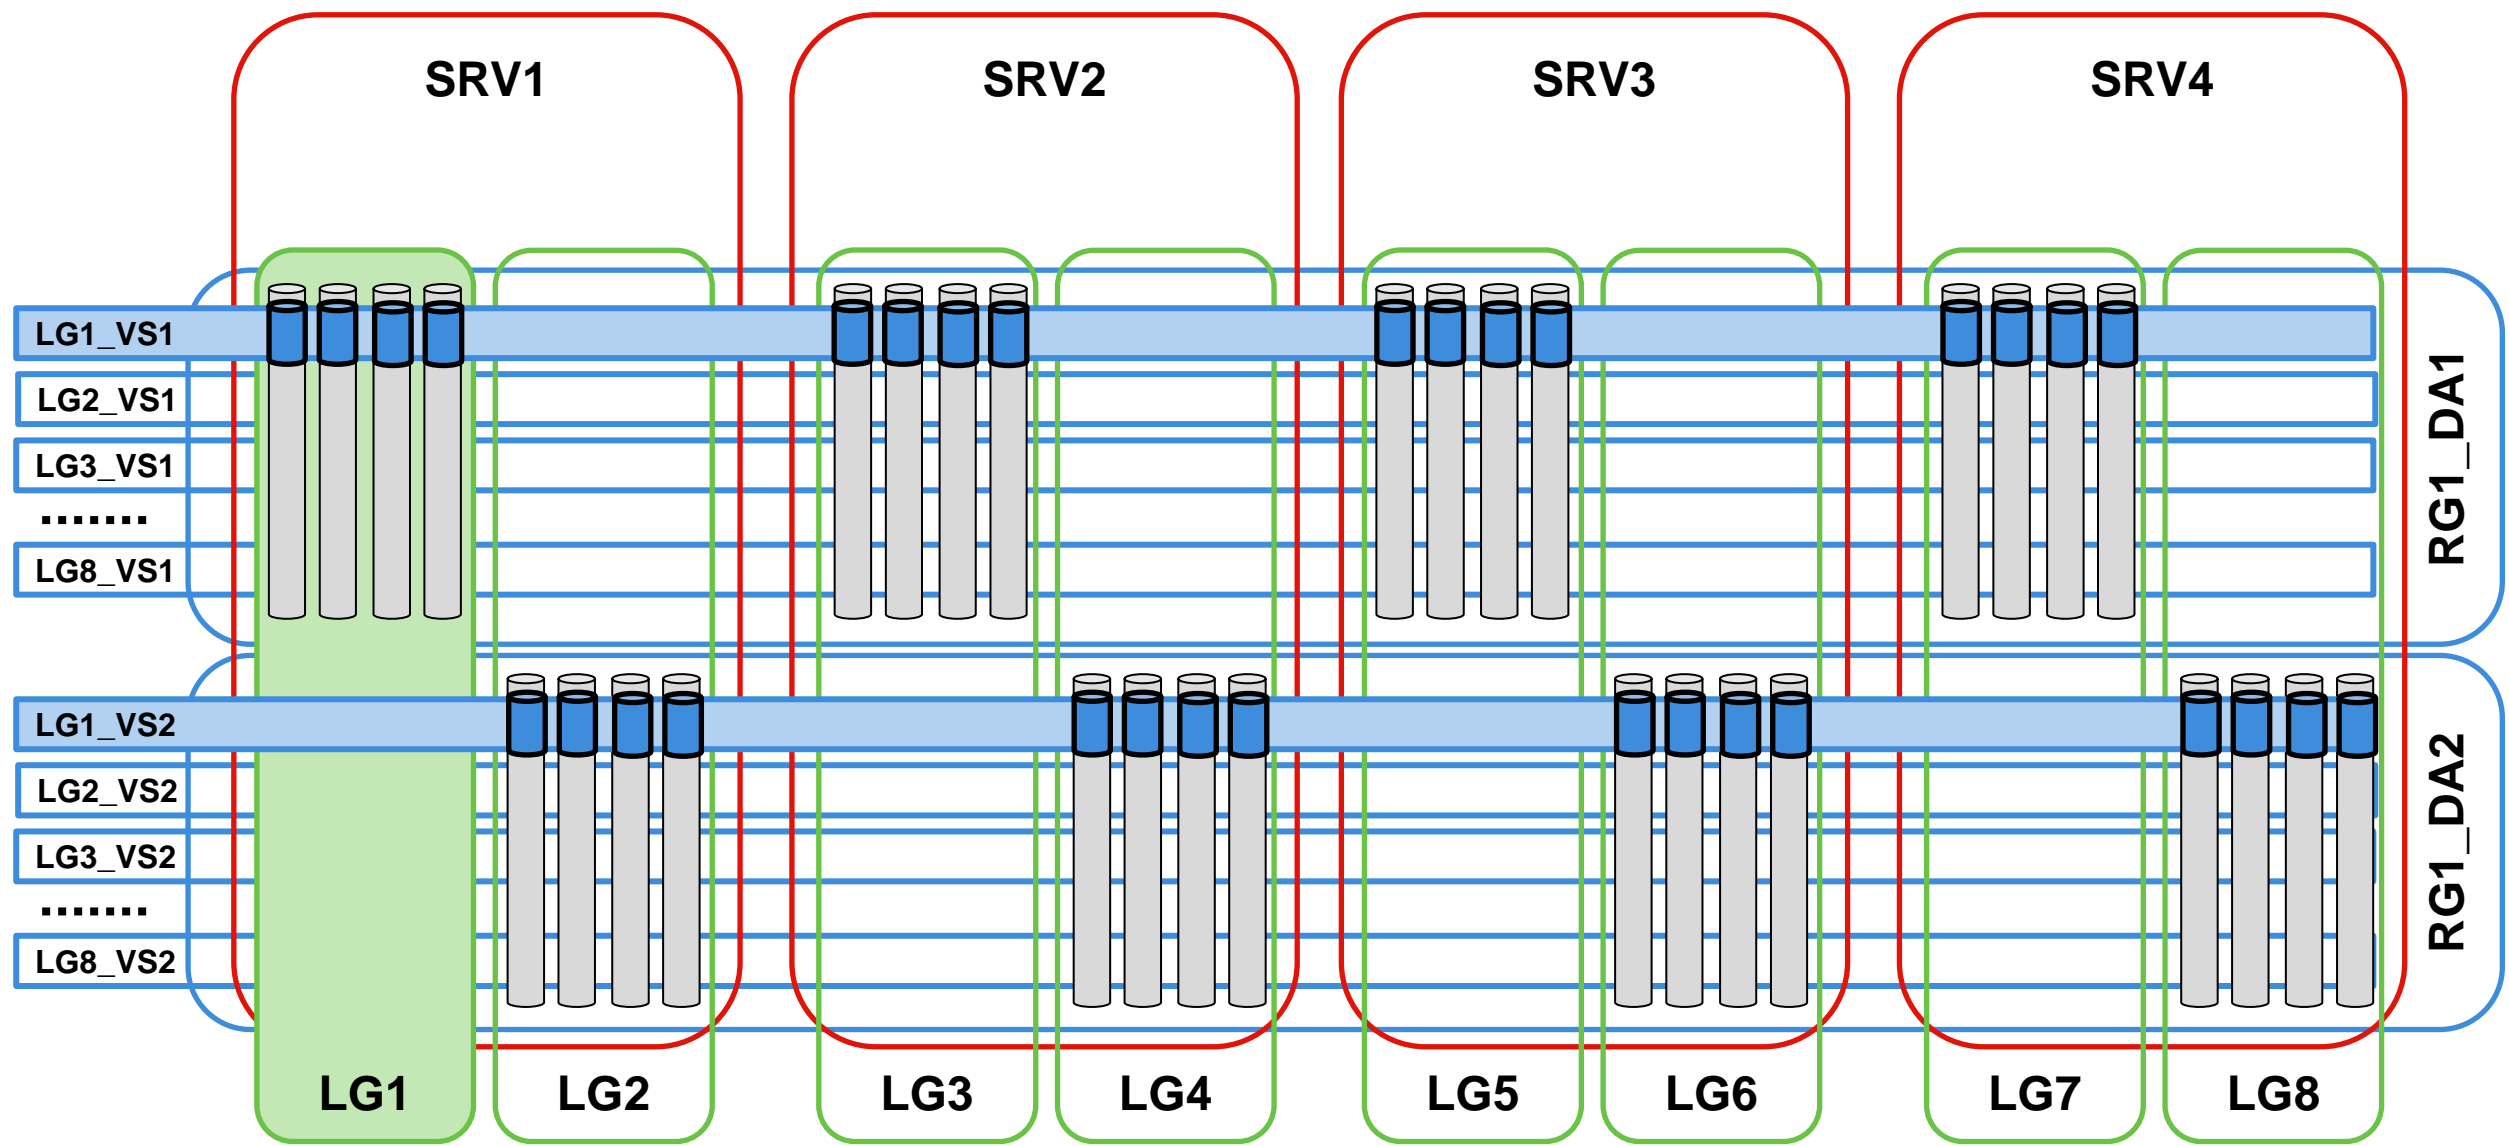 SRV1
SRV2
SRV3
SRV4
LG1_VS1
LG2_VS1
LG3_VS1
.......
LG8_VS1
RG1_DA1
LG1_VS2
LG2_VS2
LG3_VS2
.......
LG8_VS2
RG1_DA2
LG1
LG2
LG3
LG4
LG5
LG6
LG7
LG8